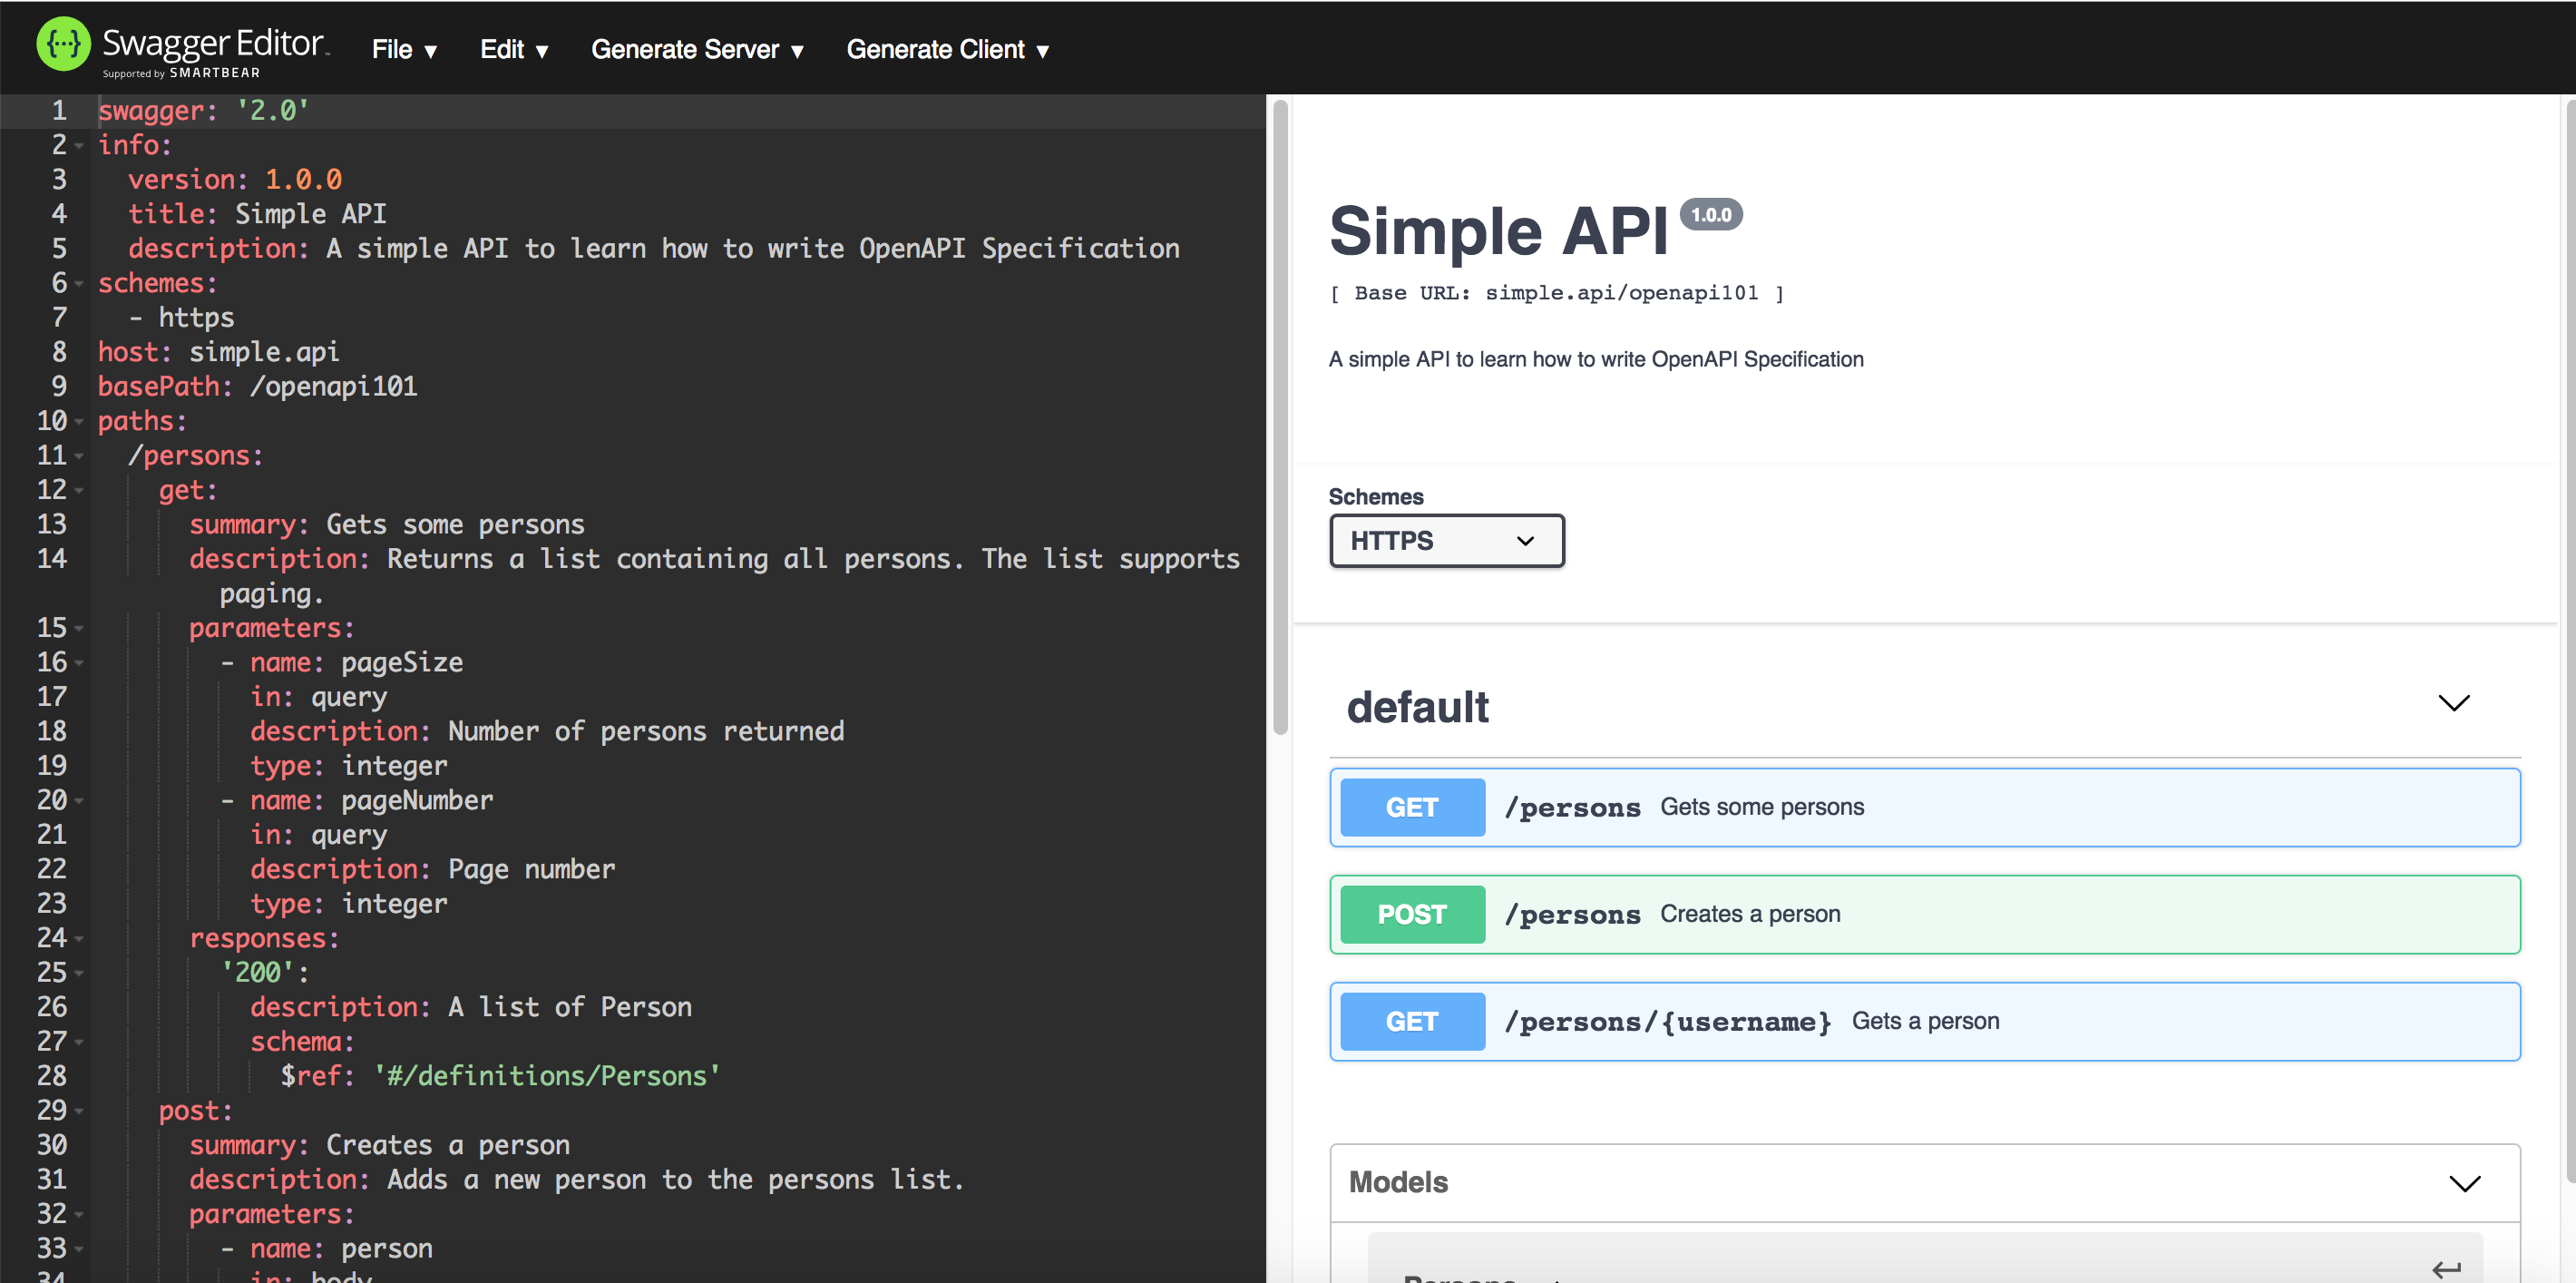 {···} Swagger Editor
Supported by SMARTBEAR
File ▼ Edit ▼ Generate Server ▼ Generate Client ▼
1 swagger: '2.0'
2 info:
3 version: 1.0.0
4 title: Simple API
5 description: A simple API to learn how to write OpenAPI Specification
6 schemes:
7 - https
8 host: simple.api
9 basePath: /openapi101
10 paths:
11 /persons:
12 get:
13 summary: Gets some persons
14 description: Returns a list containing all persons. The list supports
paging.
15 parameters:
16 - name: pageSize
17 in: query
18 description: Number of persons returned
19 type: integer
20 - name: pageNumber
21 in: query
22 description: Page number
23 type: integer
24 responses:
25 '200':
26 description: A list of Person
27 schema:
28 $ref: '#/definitions/Persons'
29 post:
30 summary: Creates a person
31 description: Adds a new person to the persons list.
32 parameters:
33 - name: person
34 in: body
Simple API 1.0.0
[ Base URL: simple.api/openapi101 ]
A simple API to learn how to write OpenAPI Specification
Schemes
HTTPS
default
GET /persons Gets some persons
POST /persons Creates a person
GET /persons/{username} Gets a person
Models